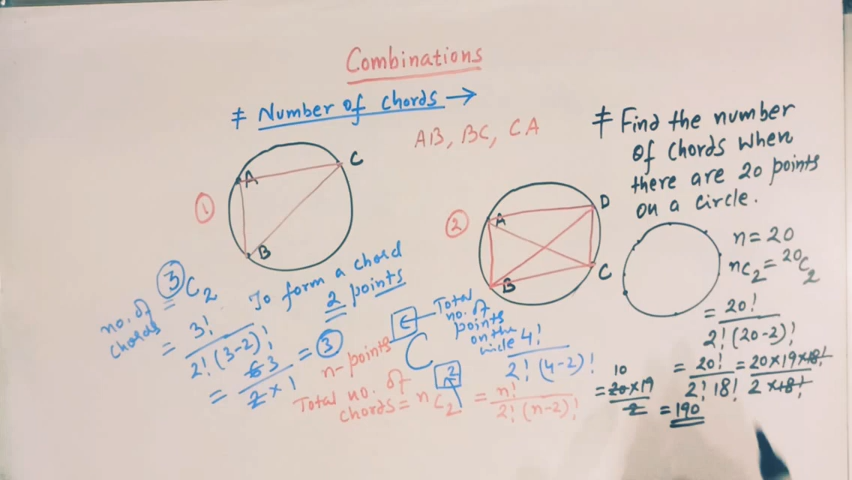 Combinations
# Number of chords →
AB, BC, CA
1
A
C
B
③C₂
no. of
chords
= 3!
2!(3-2)!
= 6 3
2×1
= ③
To form a chord
2 points
2
A
D
B
C
n-points
C
2
Total
no. of
points
on the
circle
4!
2!(4-2)!
Total no. of
chords = nC₂ = n!
2!(n-2)!
# Find the number
of chords when
there are 20 points
on a circle.
n = 20
nC₂ = ²⁰C₂
= 20!
2!(20-2)!
= 20! = 20×19×18!
2! 18! 2×18!
10
= 20×19
2
= 190